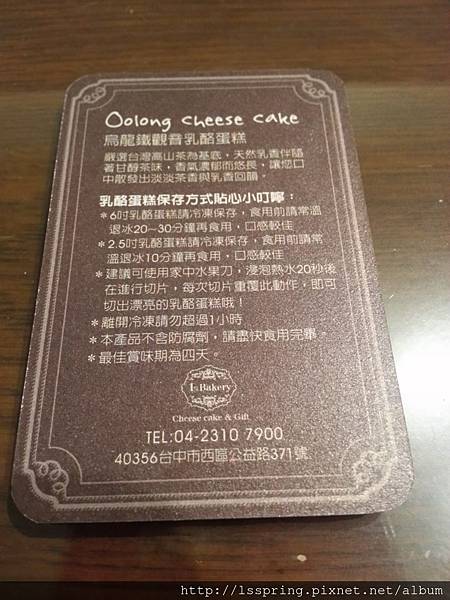 Oolong cheese cake
烏龍鐵觀音乳酪蛋糕
嚴選台灣高山茶為基底，天然乳香伴隨
著甘醇茶味，香氣濃郁而悠長，讓您口
中散發出淡淡茶香與乳香回韻
乳酪蛋糕保存方式貼心小叮嚀：
＊6吋乳酪蛋糕請冷凍保存，食用前請常溫
退冰20~30分鐘再食用，口感較佳
＊2.5吋乳酪蛋糕請冷凍保存，食用前請常
溫退冰10分鐘再食用，口感較佳
＊建議可使用家中水果刀，浸泡熱水20秒後
在進行切片，每次切片重覆此動作，即可
切出漂亮的乳酪蛋糕哦！
＊離開冷凍請勿超過1小時
＊本產品不含防腐劑，請盡快食用完畢
＊最佳賞味期為四天。
Bakery
Cheese cake & Gift
TEL:04-2310 7900
40356台中市西區公益路371號
http://lsspring.pixnet.net/album